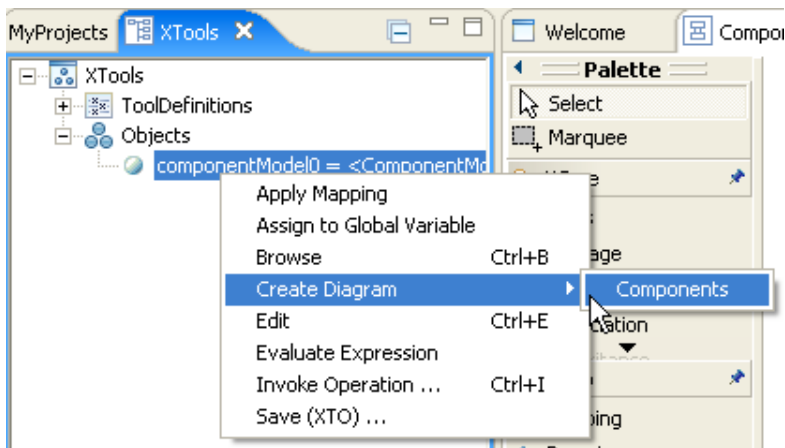 MyProjects XTools Welcome Compo
XTools
ToolDefinitions
Objects
componentModel0 = <ComponentMo
Palette
Select
Marquee
Apply Mapping
Assign to Global Variable
Browse Ctrl+B
Create Diagram Components
Edit Ctrl+E
Evaluate Expression
Invoke Operation ... Ctrl+I
Save (XTO) ...